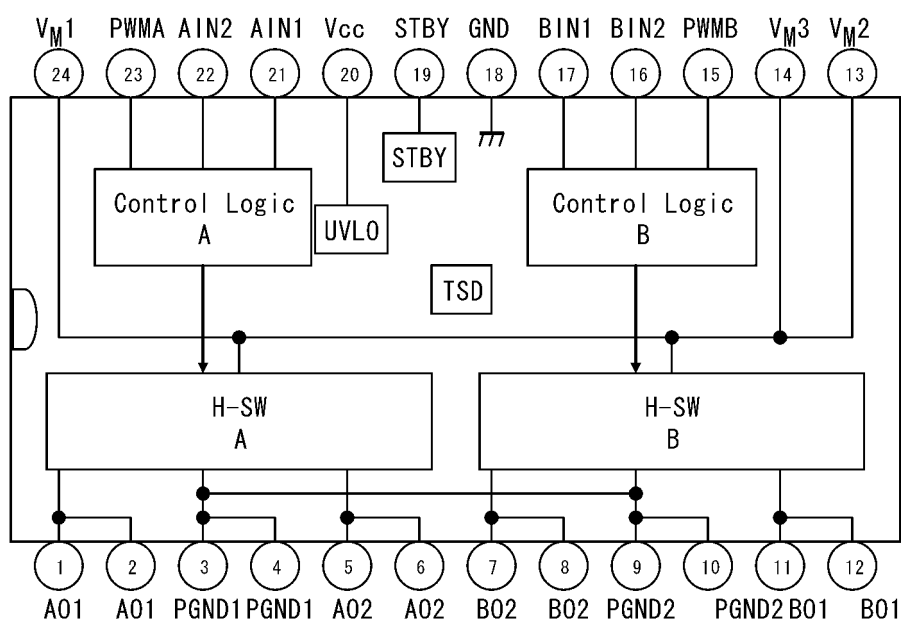 VM1 PWMA AIN2 AIN1 Vcc STBY GND BIN1 BIN2 PWMB VM3 VM2
24 23 22 21 20 19 18 17 16 15 14 13
STBY
Control Logic
A
UVLO
Control Logic
B
TSD
H-SW
A
H-SW
B
1 2 3 4 5 6 7 8 9 10 11 12
AO1 AO1 PGND1 PGND1 AO2 AO2 BO2 BO2 PGND2 PGND2 BO1 BO1